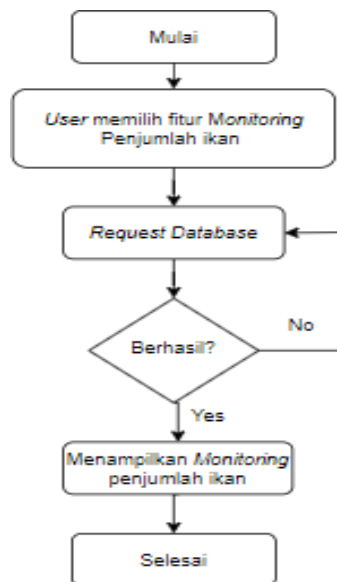 Mulai
User memilih fitur Monitoring
Penjumlah ikan
Request Database
Berhasil?
No
Yes
Menampilkan Monitoring
penjumlah ikan
Selesai